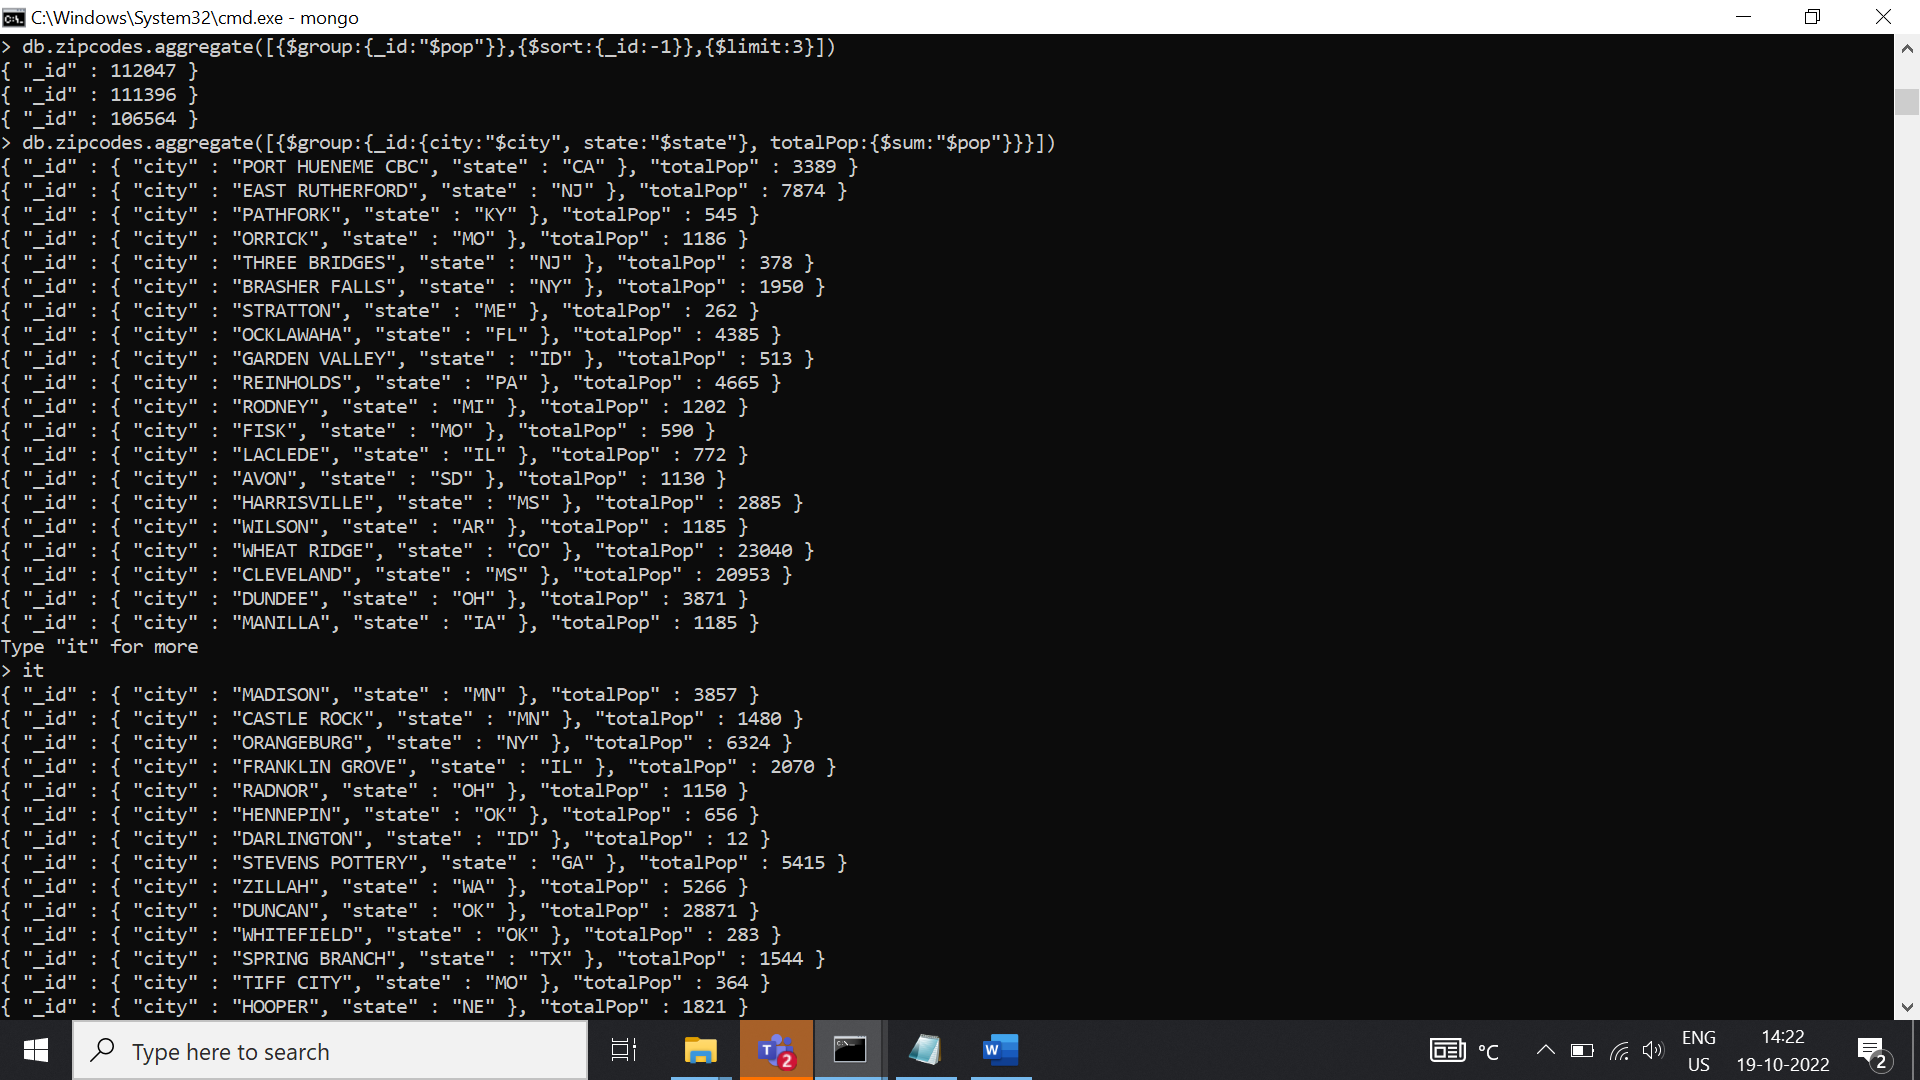 C:\Windows\System32\cmd.exe - mongo
> db.zipcodes.aggregate([{$group:{_id:"$pop"}},{$sort:{_id:-1}},{$limit:3}])
{ "_id" : 112047 }
{ "_id" : 111396 }
{ "_id" : 106564 }
> db.zipcodes.aggregate([{$group:{_id:{city:"$city", state:"$state"}, totalPop:{$sum:"$pop"}}}])
{ "_id" : { "city" : "PORT HUENEME CBC", "state" : "CA" }, "totalPop" : 3389 }
{ "_id" : { "city" : "EAST RUTHERFORD", "state" : "NJ" }, "totalPop" : 7874 }
{ "_id" : { "city" : "PATHFORK", "state" : "KY" }, "totalPop" : 545 }
{ "_id" : { "city" : "ORRICK", "state" : "MO" }, "totalPop" : 1186 }
{ "_id" : { "city" : "THREE BRIDGES", "state" : "NJ" }, "totalPop" : 378 }
{ "_id" : { "city" : "BRASHER FALLS", "state" : "NY" }, "totalPop" : 1950 }
{ "_id" : { "city" : "STRATTON", "state" : "ME" }, "totalPop" : 262 }
{ "_id" : { "city" : "OCKLAWAHA", "state" : "FL" }, "totalPop" : 4385 }
{ "_id" : { "city" : "GARDEN VALLEY", "state" : "ID" }, "totalPop" : 513 }
{ "_id" : { "city" : "REINHOLDS", "state" : "PA" }, "totalPop" : 4665 }
{ "_id" : { "city" : "RODNEY", "state" : "MI" }, "totalPop" : 1202 }
{ "_id" : { "city" : "FISK", "state" : "MO" }, "totalPop" : 590 }
{ "_id" : { "city" : "LACLEDE", "state" : "IL" }, "totalPop" : 772 }
{ "_id" : { "city" : "AVON", "state" : "SD" }, "totalPop" : 1130 }
{ "_id" : { "city" : "HARRISVILLE", "state" : "MS" }, "totalPop" : 2885 }
{ "_id" : { "city" : "WILSON", "state" : "AR" }, "totalPop" : 1185 }
{ "_id" : { "city" : "WHEAT RIDGE", "state" : "CO" }, "totalPop" : 23040 }
{ "_id" : { "city" : "CLEVELAND", "state" : "MS" }, "totalPop" : 20953 }
{ "_id" : { "city" : "DUNDEE", "state" : "OH" }, "totalPop" : 3871 }
{ "_id" : { "city" : "MANILLA", "state" : "IA" }, "totalPop" : 1185 }
Type "it" for more
> it
{ "_id" : { "city" : "MADISON", "state" : "MN" }, "totalPop" : 3857 }
{ "_id" : { "city" : "CASTLE ROCK", "state" : "MN" }, "totalPop" : 1480 }
{ "_id" : { "city" : "ORANGEBURG", "state" : "NY" }, "totalPop" : 6324 }
{ "_id" : { "city" : "FRANKLIN GROVE", "state" : "IL" }, "totalPop" : 2070 }
{ "_id" : { "city" : "RADNOR", "state" : "OH" }, "totalPop" : 1150 }
{ "_id" : { "city" : "HENNEPIN", "state" : "OK" }, "totalPop" : 656 }
{ "_id" : { "city" : "DARLINGTON", "state" : "ID" }, "totalPop" : 12 }
{ "_id" : { "city" : "STEVENS POTTERY", "state" : "GA" }, "totalPop" : 5415 }
{ "_id" : { "city" : "ZILLAH", "state" : "WA" }, "totalPop" : 5266 }
{ "_id" : { "city" : "DUNCAN", "state" : "OK" }, "totalPop" : 28871 }
{ "_id" : { "city" : "WHITEFIELD", "state" : "OK" }, "totalPop" : 283 }
{ "_id" : { "city" : "SPRING BRANCH", "state" : "TX" }, "totalPop" : 1544 }
{ "_id" : { "city" : "TIFF CITY", "state" : "MO" }, "totalPop" : 364 }
{ "_id" : { "city" : "HOOPER", "state" : "NE" }, "totalPop" : 1821 }
Type here to search
T 2
W
°C
ENG
US
14:22
19-10-2022
2